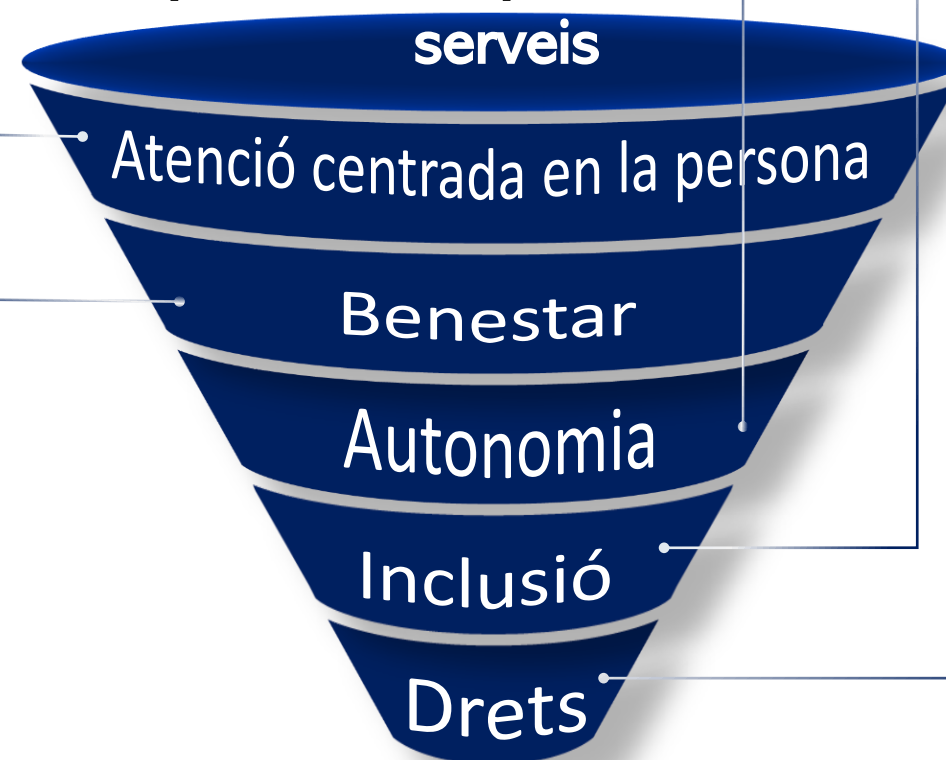 serveis
Atenció centrada en la persona
Benestar
Autonomia
Inclusió
Drets